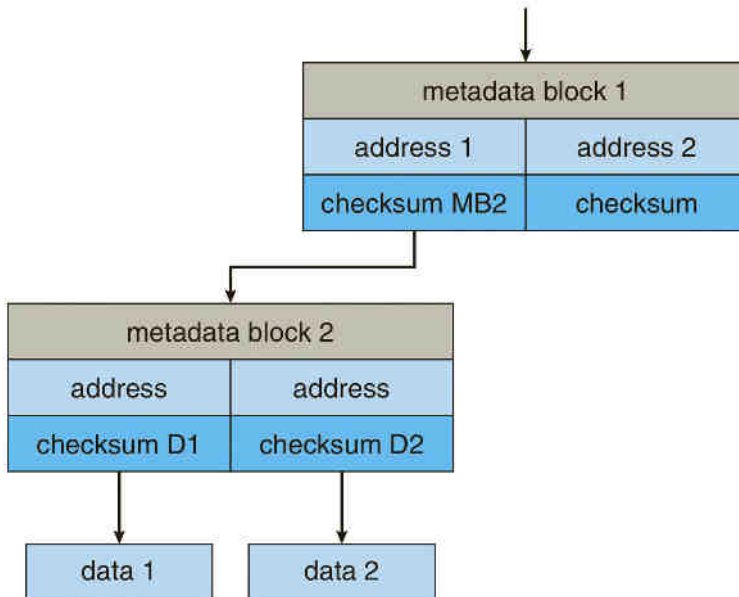 metadata block 1
address 1 address 2
checksum MB2 checksum
metadata block 2
address address
checksum D1 checksum D2
data 1 data 2